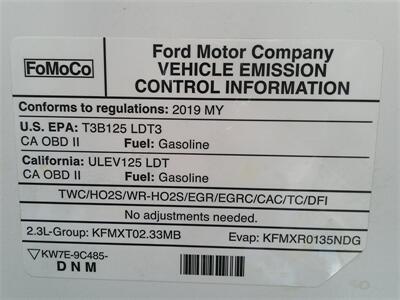 FoMoCo
Ford Motor Company
VEHICLE EMISSION
CONTROL INFORMATION
Conforms to regulations: 2019 MY
U.S. EPA: T3B125 LDT3
CA OBD II Fuel: Gasoline
California: ULEV125 LDT
CA OBD II Fuel: Gasoline
TWC/HO2S/WR-HO2S/EGR/EGRC/CAC/TC/DFI
No adjustments needed.
2.3L-Group: KFMXT02.33MB Evap: KFMXR0135NDG
KW7E-9C485-
DNM